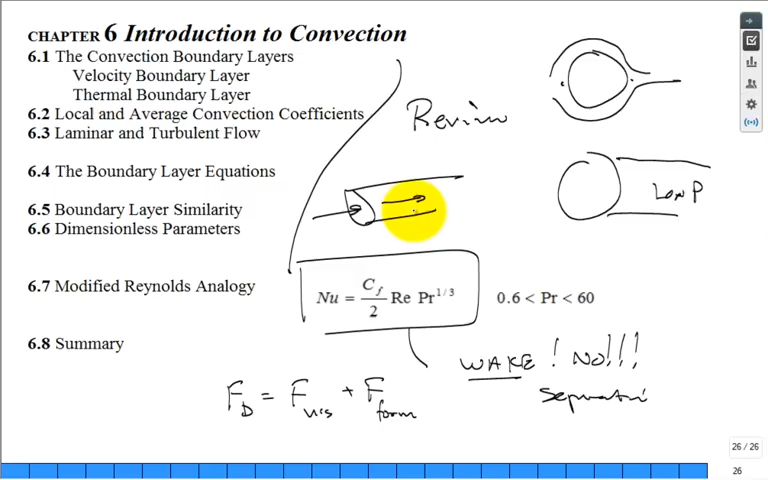 CHAPTER 6 Introduction to Convection
6.1 The Convection Boundary Layers
Velocity Boundary Layer
Thermal Boundary Layer
6.2 Local and Average Convection Coefficients
6.3 Laminar and Turbulent Flow
Review
6.4 The Boundary Layer Equations
Low P
6.5 Boundary Layer Similarity
6.6 Dimensionless Parameters
6.7 Modified Reynolds Analogy
Nu = C_f/2 Re Pr^1/3 0.6 < Pr < 60
6.8 Summary
WAKE! NO!!!
F_D = F_vis + F_form
26 / 26
26